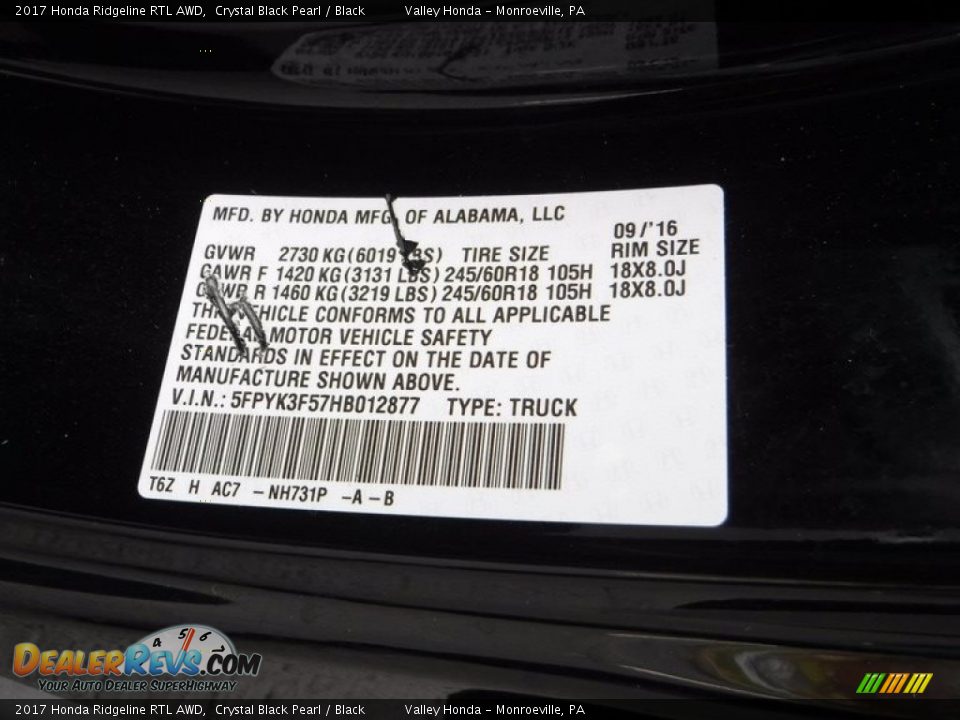 2017 Honda Ridgeline RTL AWD, Crystal Black Pearl / Black Valley Honda - Monroeville, PA
MFD. BY HONDA MFG. OF ALABAMA, LLC
09/'16
GVWR 2730 KG (6019 LBS) TIRE SIZE RIM SIZE
GAWR F 1420 KG (3131 LBS) 245/60R18 105H 18X8.0J
GAWR R 1460 KG (3219 LBS) 245/60R18 105H 18X8.0J
THIS VEHICLE CONFORMS TO ALL APPLICABLE
FEDERAL MOTOR VEHICLE SAFETY
STANDARDS IN EFFECT ON THE DATE OF
MANUFACTURE SHOWN ABOVE.
V.I.N.: 5FPYK3F57HB012877 TYPE: TRUCK
T6Z H AC7 - NH731P - A - B
4 5 6
DEALERREVS.COM
YOUR AUTO DEALER SUPERHIGHWAY
2017 Honda Ridgeline RTL AWD, Crystal Black Pearl / Black Valley Honda - Monroeville, PA